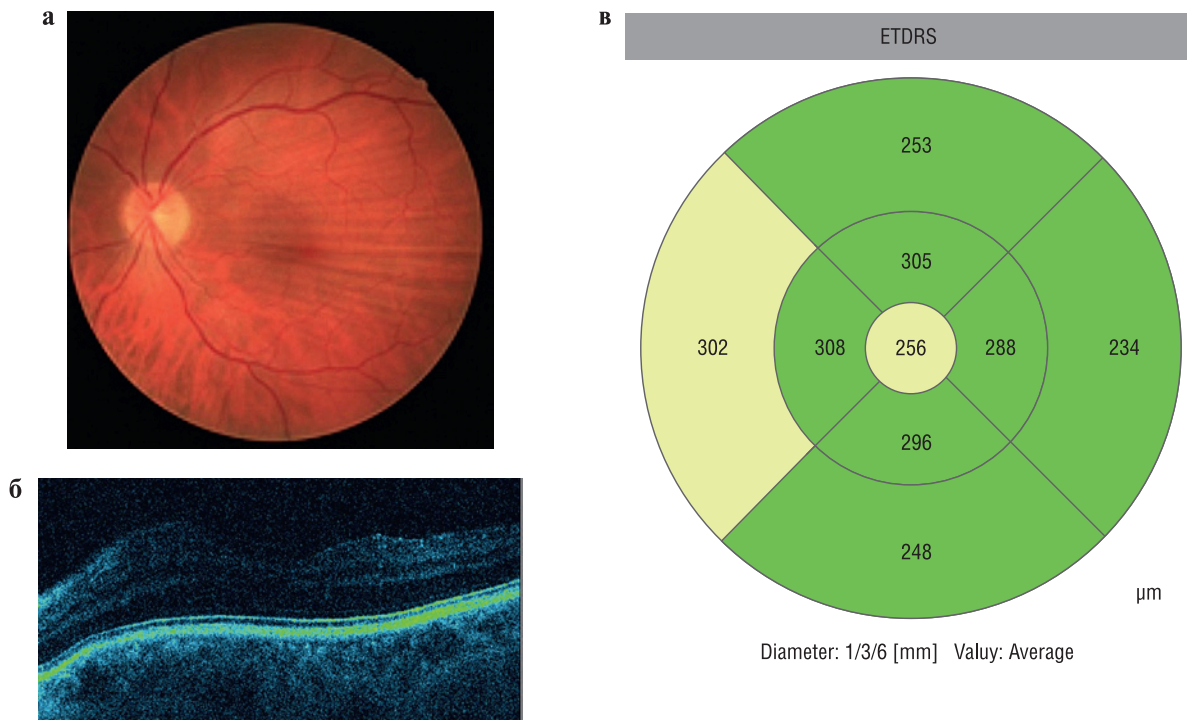 а
в
ETDRS
253
305
302
308
256
288
234
296
248
µm
Diameter: 1/3/6 [mm] Valuy: Average
б